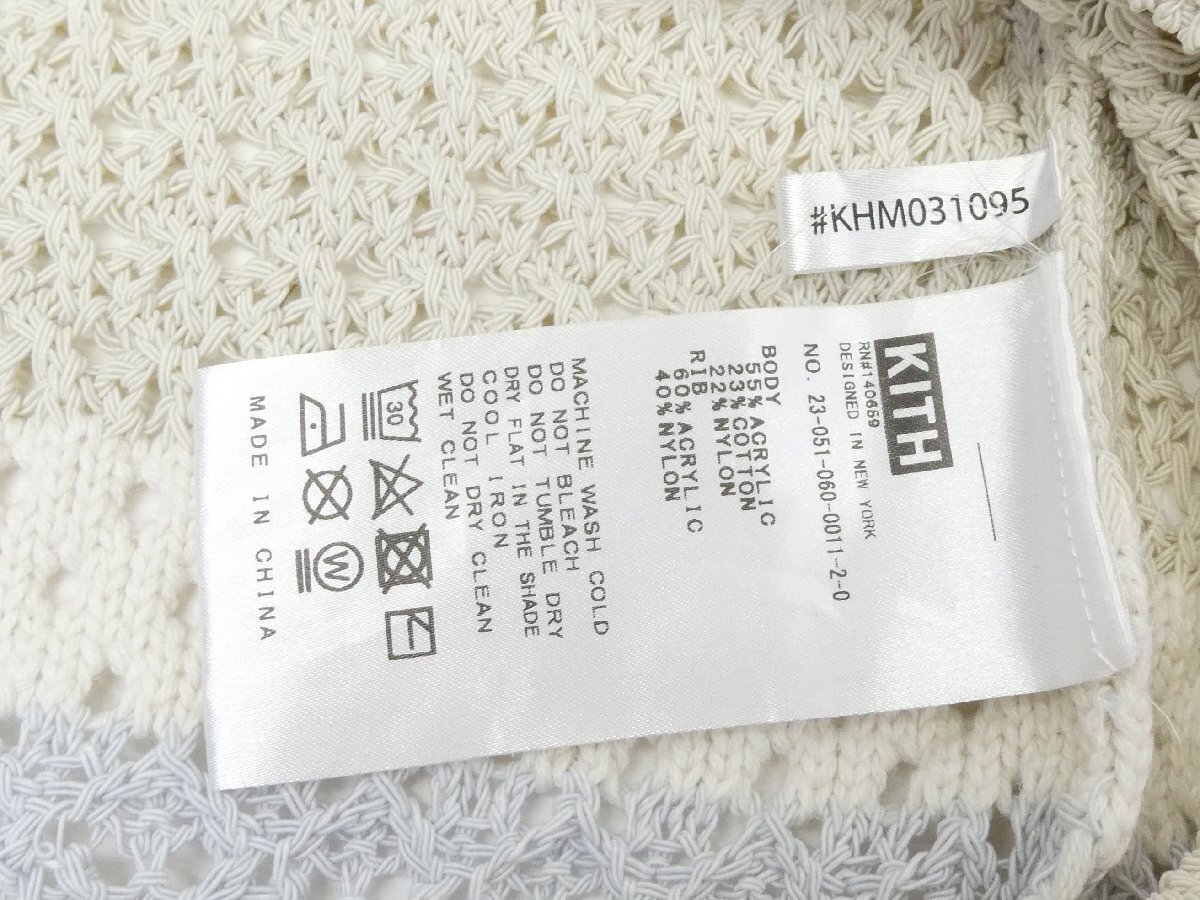 #KHM031095
KITH
RN#140659
DESIGNED IN NEW YORK
NO. 23-051-060-0011-2-0
BODY
55% ACRYLIC
23% COTTON
22% NYLON
RIB
60% ACRYLIC
40% NYLON
MACHINE WASH COLD
DO NOT BLEACH
DO NOT TUMBLE DRY
DRY FLAT IN THE SHADE
COOL IRON
DO NOT DRY CLEAN
WET CLEAN
30
W
MADE IN CHINA